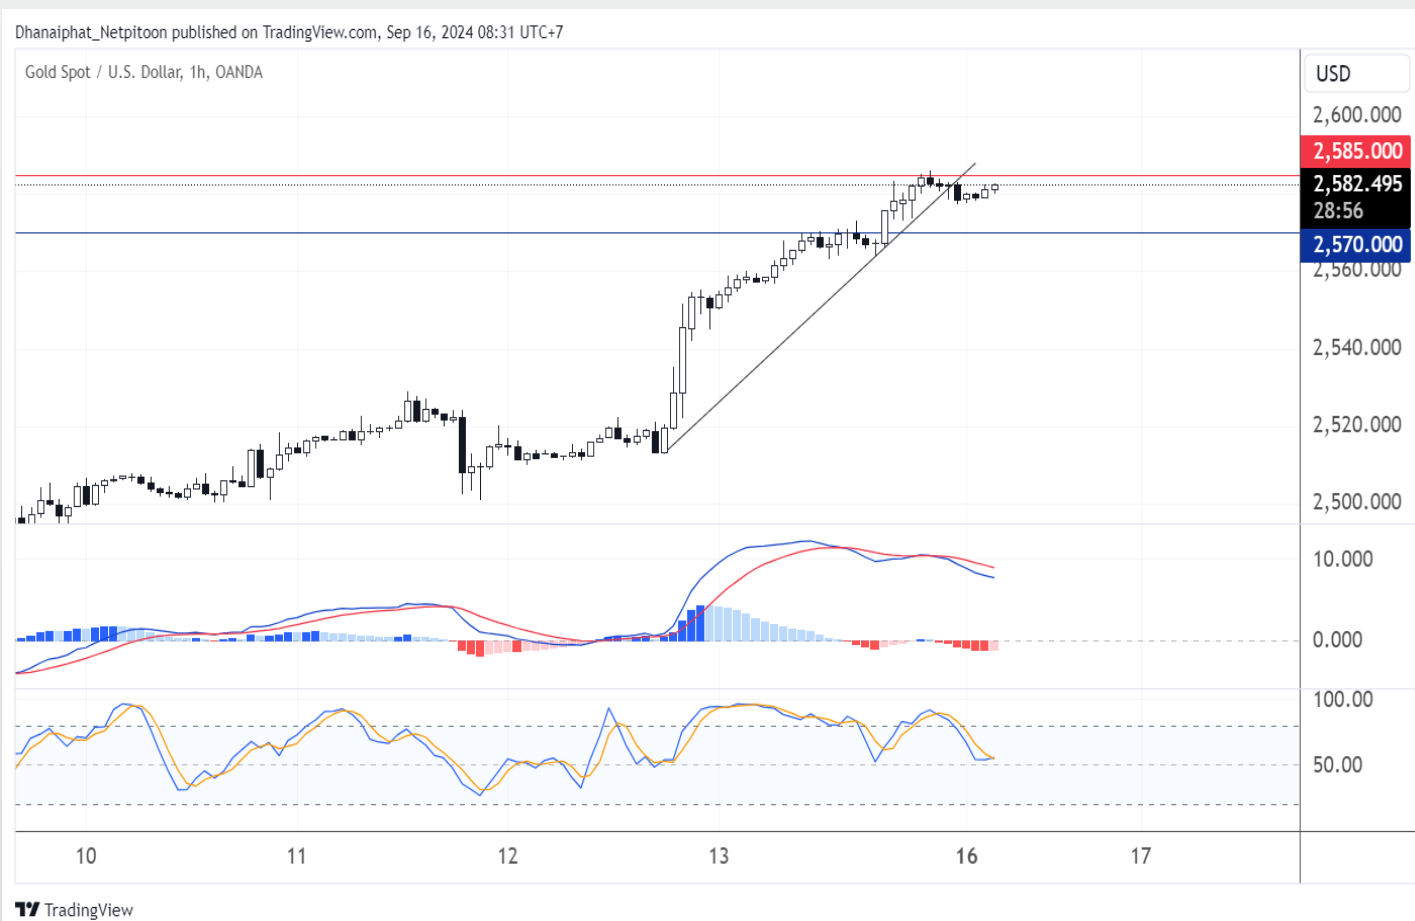 Dhanaiphat_Netpitoon published on TradingView.com, Sep 16, 2024 08:31 UTC+7
Gold Spot / U.S. Dollar, 1h, OANDA
USD
2,600.000
2,585.000
2,582.495
28:56
2,570.000
2,560.000
2,540.000
2,520.000
2,500.000
10.000
0.000
100.00
50.00
10 11 12 13 16 17
TradingView